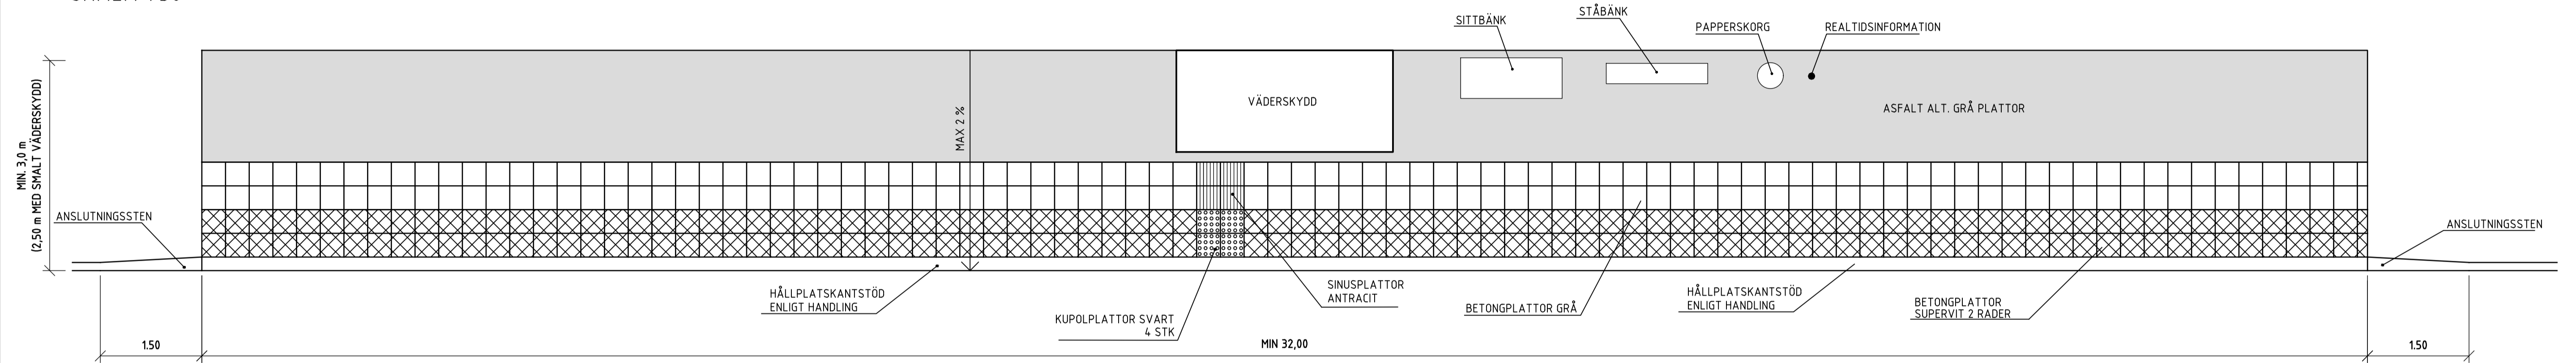 SITTBÄNK
STÅBÄNK
PAPPERSKORG
REALTIDSINFORMATION
MIN. 3,0 m
(2,50 m MED SMALT VÄDERSKYDD)
MAX 2 %
VÄDERSKYDD
ASFALT ALT. GRÅ PLATTOR
ANSLUTNINGSSTEN
ANSLUTNINGSSTEN
HÅLLPLATSKANTSTÖD
ENLIGT HANDLING
KUPOLPLATTOR SVART
4 STK
SINUSPLATTOR
ANTRACIT
BETONGPLATTOR GRÅ
HÅLLPLATSKANTSTÖD
ENLIGT HANDLING
BETONGPLATTOR
SUPERVIT 2 RADER
1.50
MIN 32,00
1.50